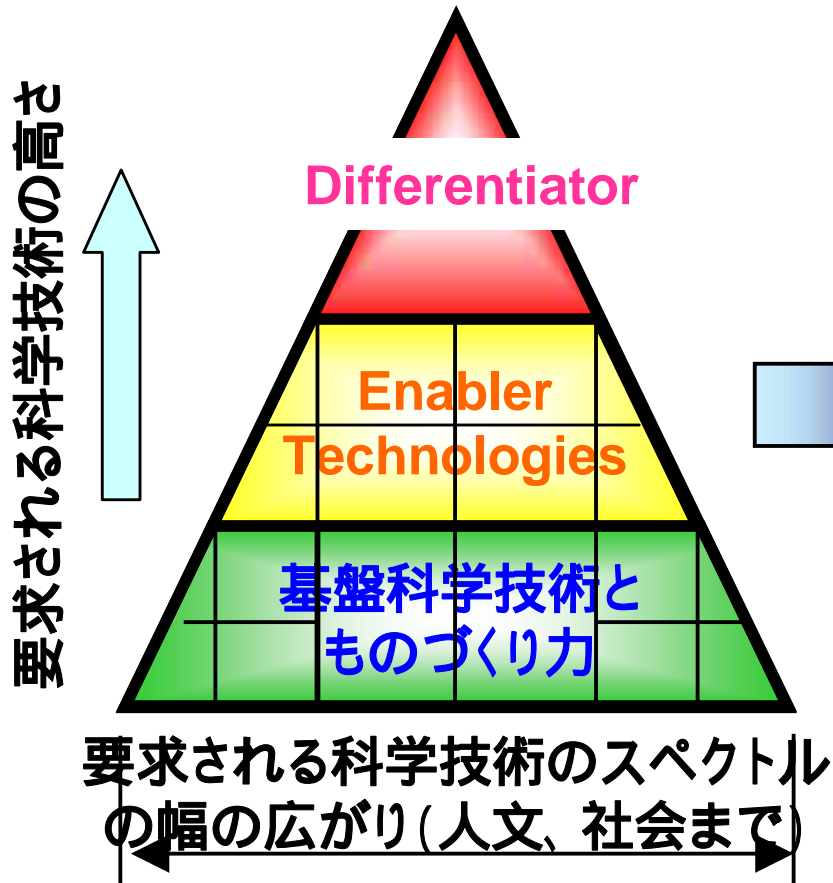 要求される科学技術の高さ
Differentiator
Enabler
Technologies
基盤科学技術と
ものづくり力
要求される科学技術のスペクトル
の幅の広がり(人文、社会まで)